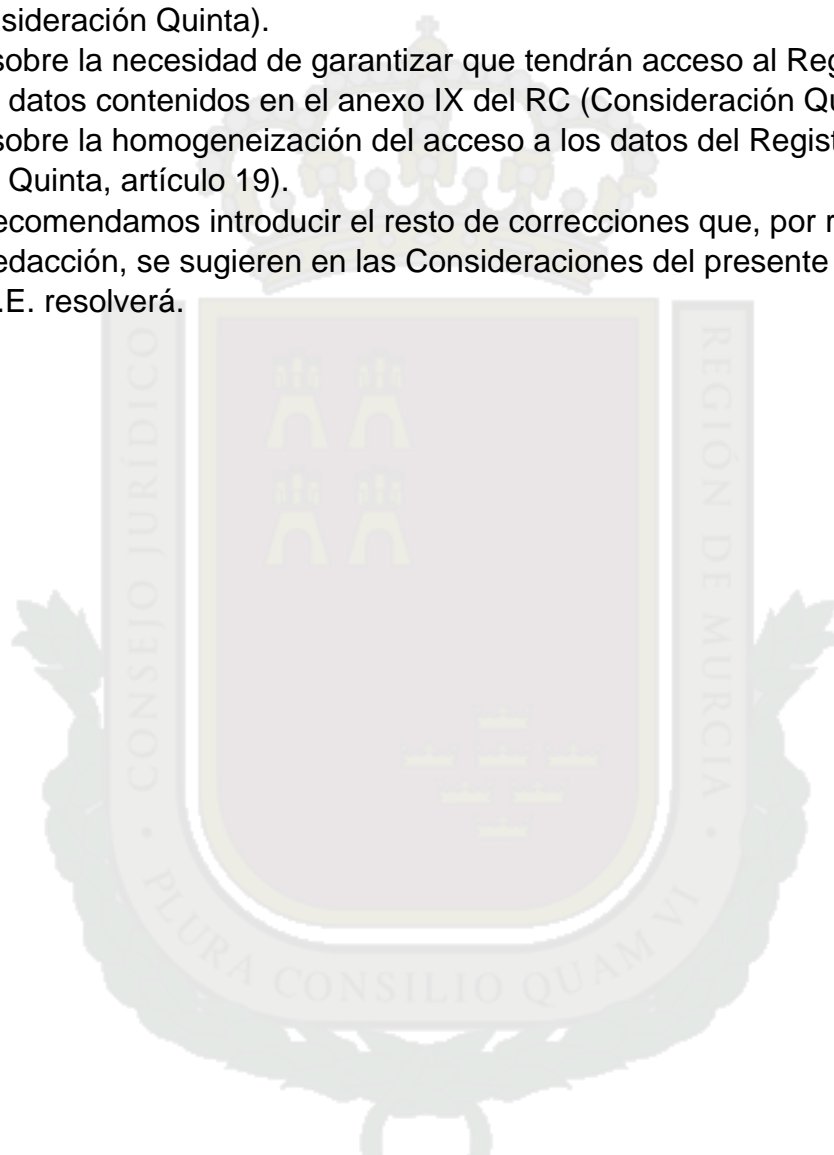 sideración Quinta).
sobre la necesidad de garantizar que tendrán acceso al Reg
datos contenidos en el anexo IX del RC (Consideración Qu
sobre la homogeneización del acceso a los datos del Regist
Quinta, artículo 19).
ecomendamos introducir el resto de correcciones que, por r
edacción, se sugieren en las Consideraciones del presente
.E. resolverá.
CONSEJO JURÍDICO
REGIÓN DE MURCIA
PLURA CONSILIO QUAM VI